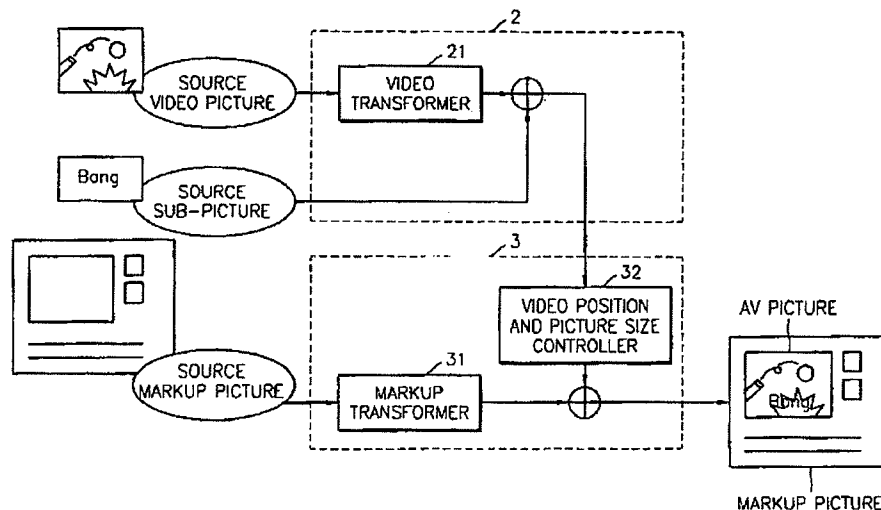 2
21
SOURCE
VIDEO PICTURE
VIDEO
TRANSFORMER
Bang
SOURCE
SUB-PICTURE
3
32
VIDEO POSITION
AND PICTURE SIZE
CONTROLLER
SOURCE
MARKUP PICTURE
31
MARKUP
TRANSFORMER
AV PICTURE
Bang
MARKUP PICTURE